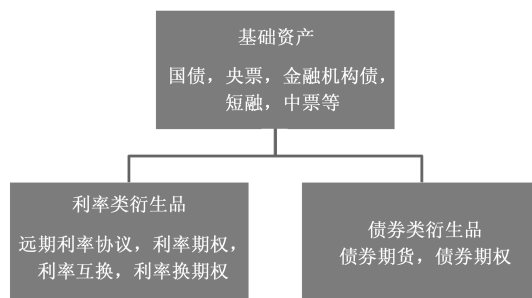 基础资产
国债，央票，金融机构债，
短融，中票等
利率类衍生品
远期利率协议，利率期权，
利率互换，利率换期权
债券类衍生品
债券期货，债券期权